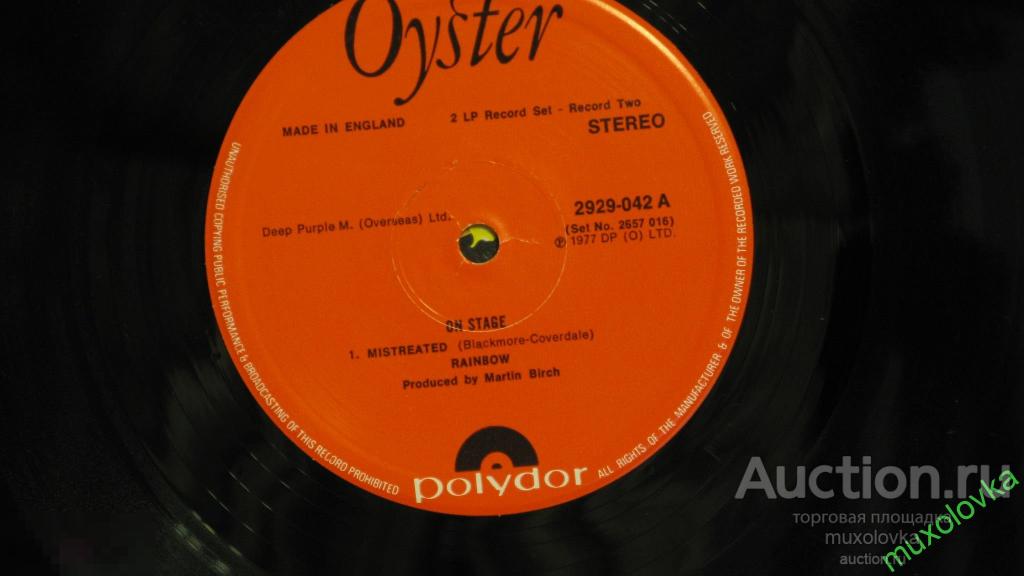 Oyster
MADE IN ENGLAND
2 LP Record Set - Record Two
STEREO
Deep Purple M. (Overseas) Ltd.
2929-042 A
(Set No. 2657 016)
℗ 1977 DP (O) LTD.
ON STAGE
1. MISTREATED (Blackmore-Coverdale)
RAINBOW
Produced by Martin Birch
polydor
ALL RIGHTS OF THE MANUFACTURER & OF THE OWNER OF THE RECORDED WORK RESERVED
UNAUTHORISED COPYING PUBLIC PERFORMANCE & BROADCASTING OF THIS RECORD PROHIBITED
Auction.ru
торговая площадка
muxolovka
auction.ru
muxolovka